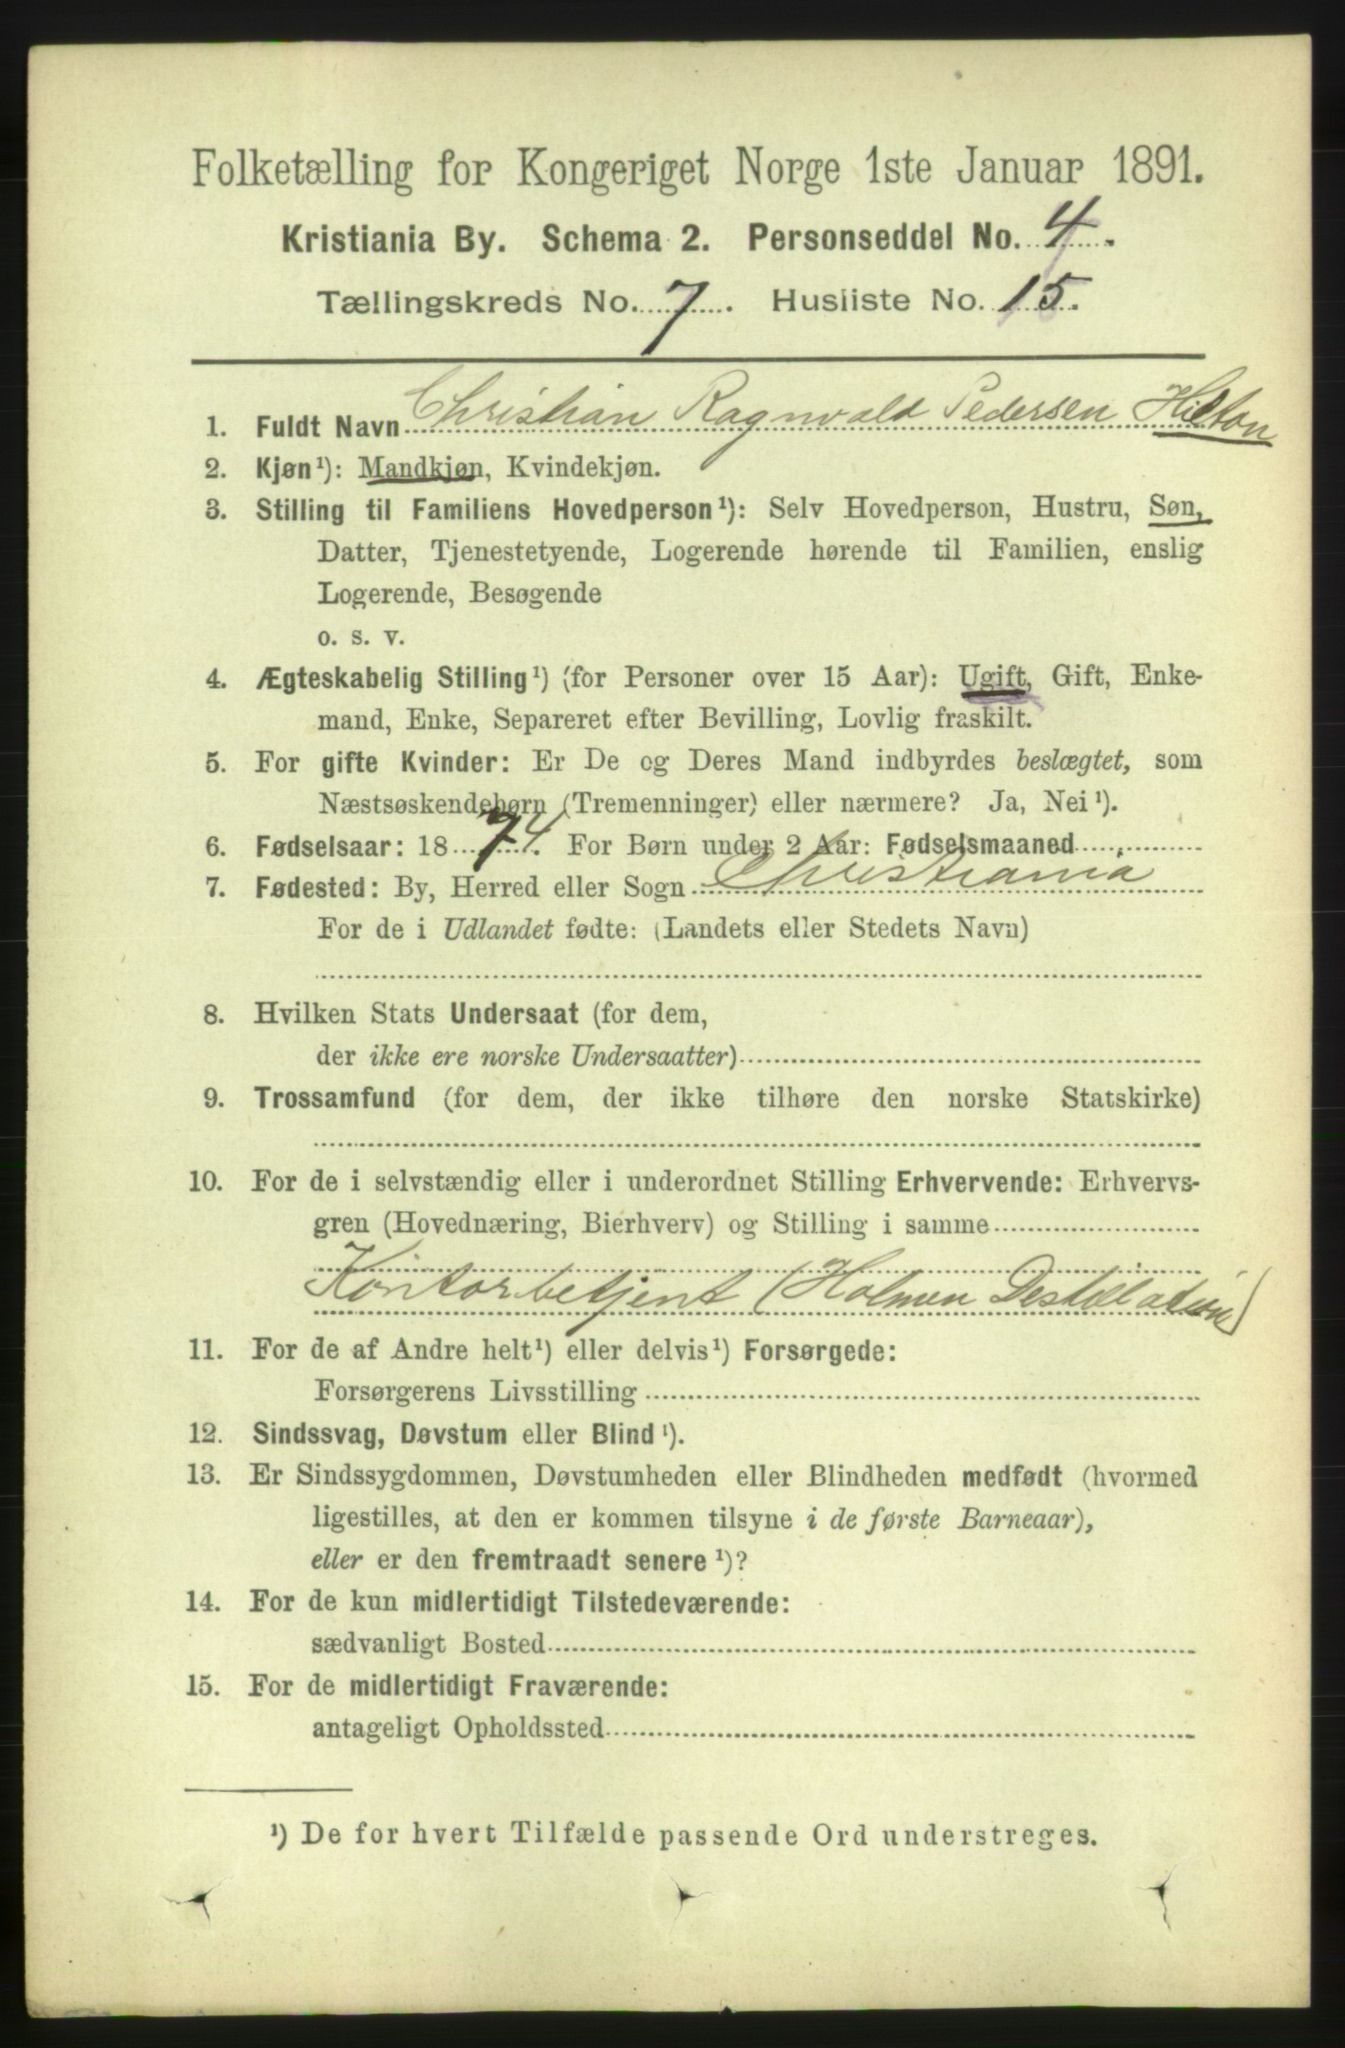 Folketælling for Kongeriget Norge 1ste Januar 1891.
Kristiania By. Schema 2. Personseddel No. 4.
Tællingskreds No. 7. Husliste No. 15.
1. Fuldt Navn Christian Ragnvald Pedersen Hilton
2. Kjøn¹): Mandkjøn, Kvindekjøn.
3. Stilling til Familiens Hovedperson¹): Selv Hovedperson, Hustru, Søn,
Datter, Tjenestetyende, Logerende hørende til Familien, enslig
Logerende, Besøgende
o. s. v.
4. Ægteskabelig Stilling¹) (for Personer over 15 Aar): Ugift, Gift, Enke-
mand, Enke, Separeret efter Bevilling, Lovlig fraskilt.
5. For gifte Kvinder: Er De og Deres Mand indbyrdes beslægtet, som
Næstsøskendebørn (Tremenninger) eller nærmere? Ja, Nei¹).
6. Fødselsaar: 1874. For Børn under 2 Aar: Fødselsmaaned
7. Fødested: By, Herred eller Sogn Christiania
For de i Udlandet fødte: (Landets eller Stedets Navn)
8. Hvilken Stats Undersaat (for dem,
der ikke ere norske Undersaatter)
9. Trossamfund (for dem, der ikke tilhøre den norske Statskirke)
10. For de i selvstændig eller i underordnet Stilling Erhvervende: Erhvervs-
gren (Hovednæring, Bierhverv) og Stilling i samme
Kontorbetjent (Holmen Destillation)
11. For de af Andre helt¹) eller delvis¹) Forsørgede:
Forsørgerens Livsstilling
12. Sindssvag, Døvstum eller Blind¹).
13. Er Sindssygdommen, Døvstumheden eller Blindheden medfødt (hvormed
ligestilles, at den er kommen tilsyne i de første Barneaar),
eller er den fremtraadt senere¹)?
14. For de kun midlertidigt Tilstedeværende:
sædvanligt Bosted
15. For de midlertidigt Fraværende:
antageligt Opholdssted
¹) De for hvert Tilfælde passende Ord understreges.